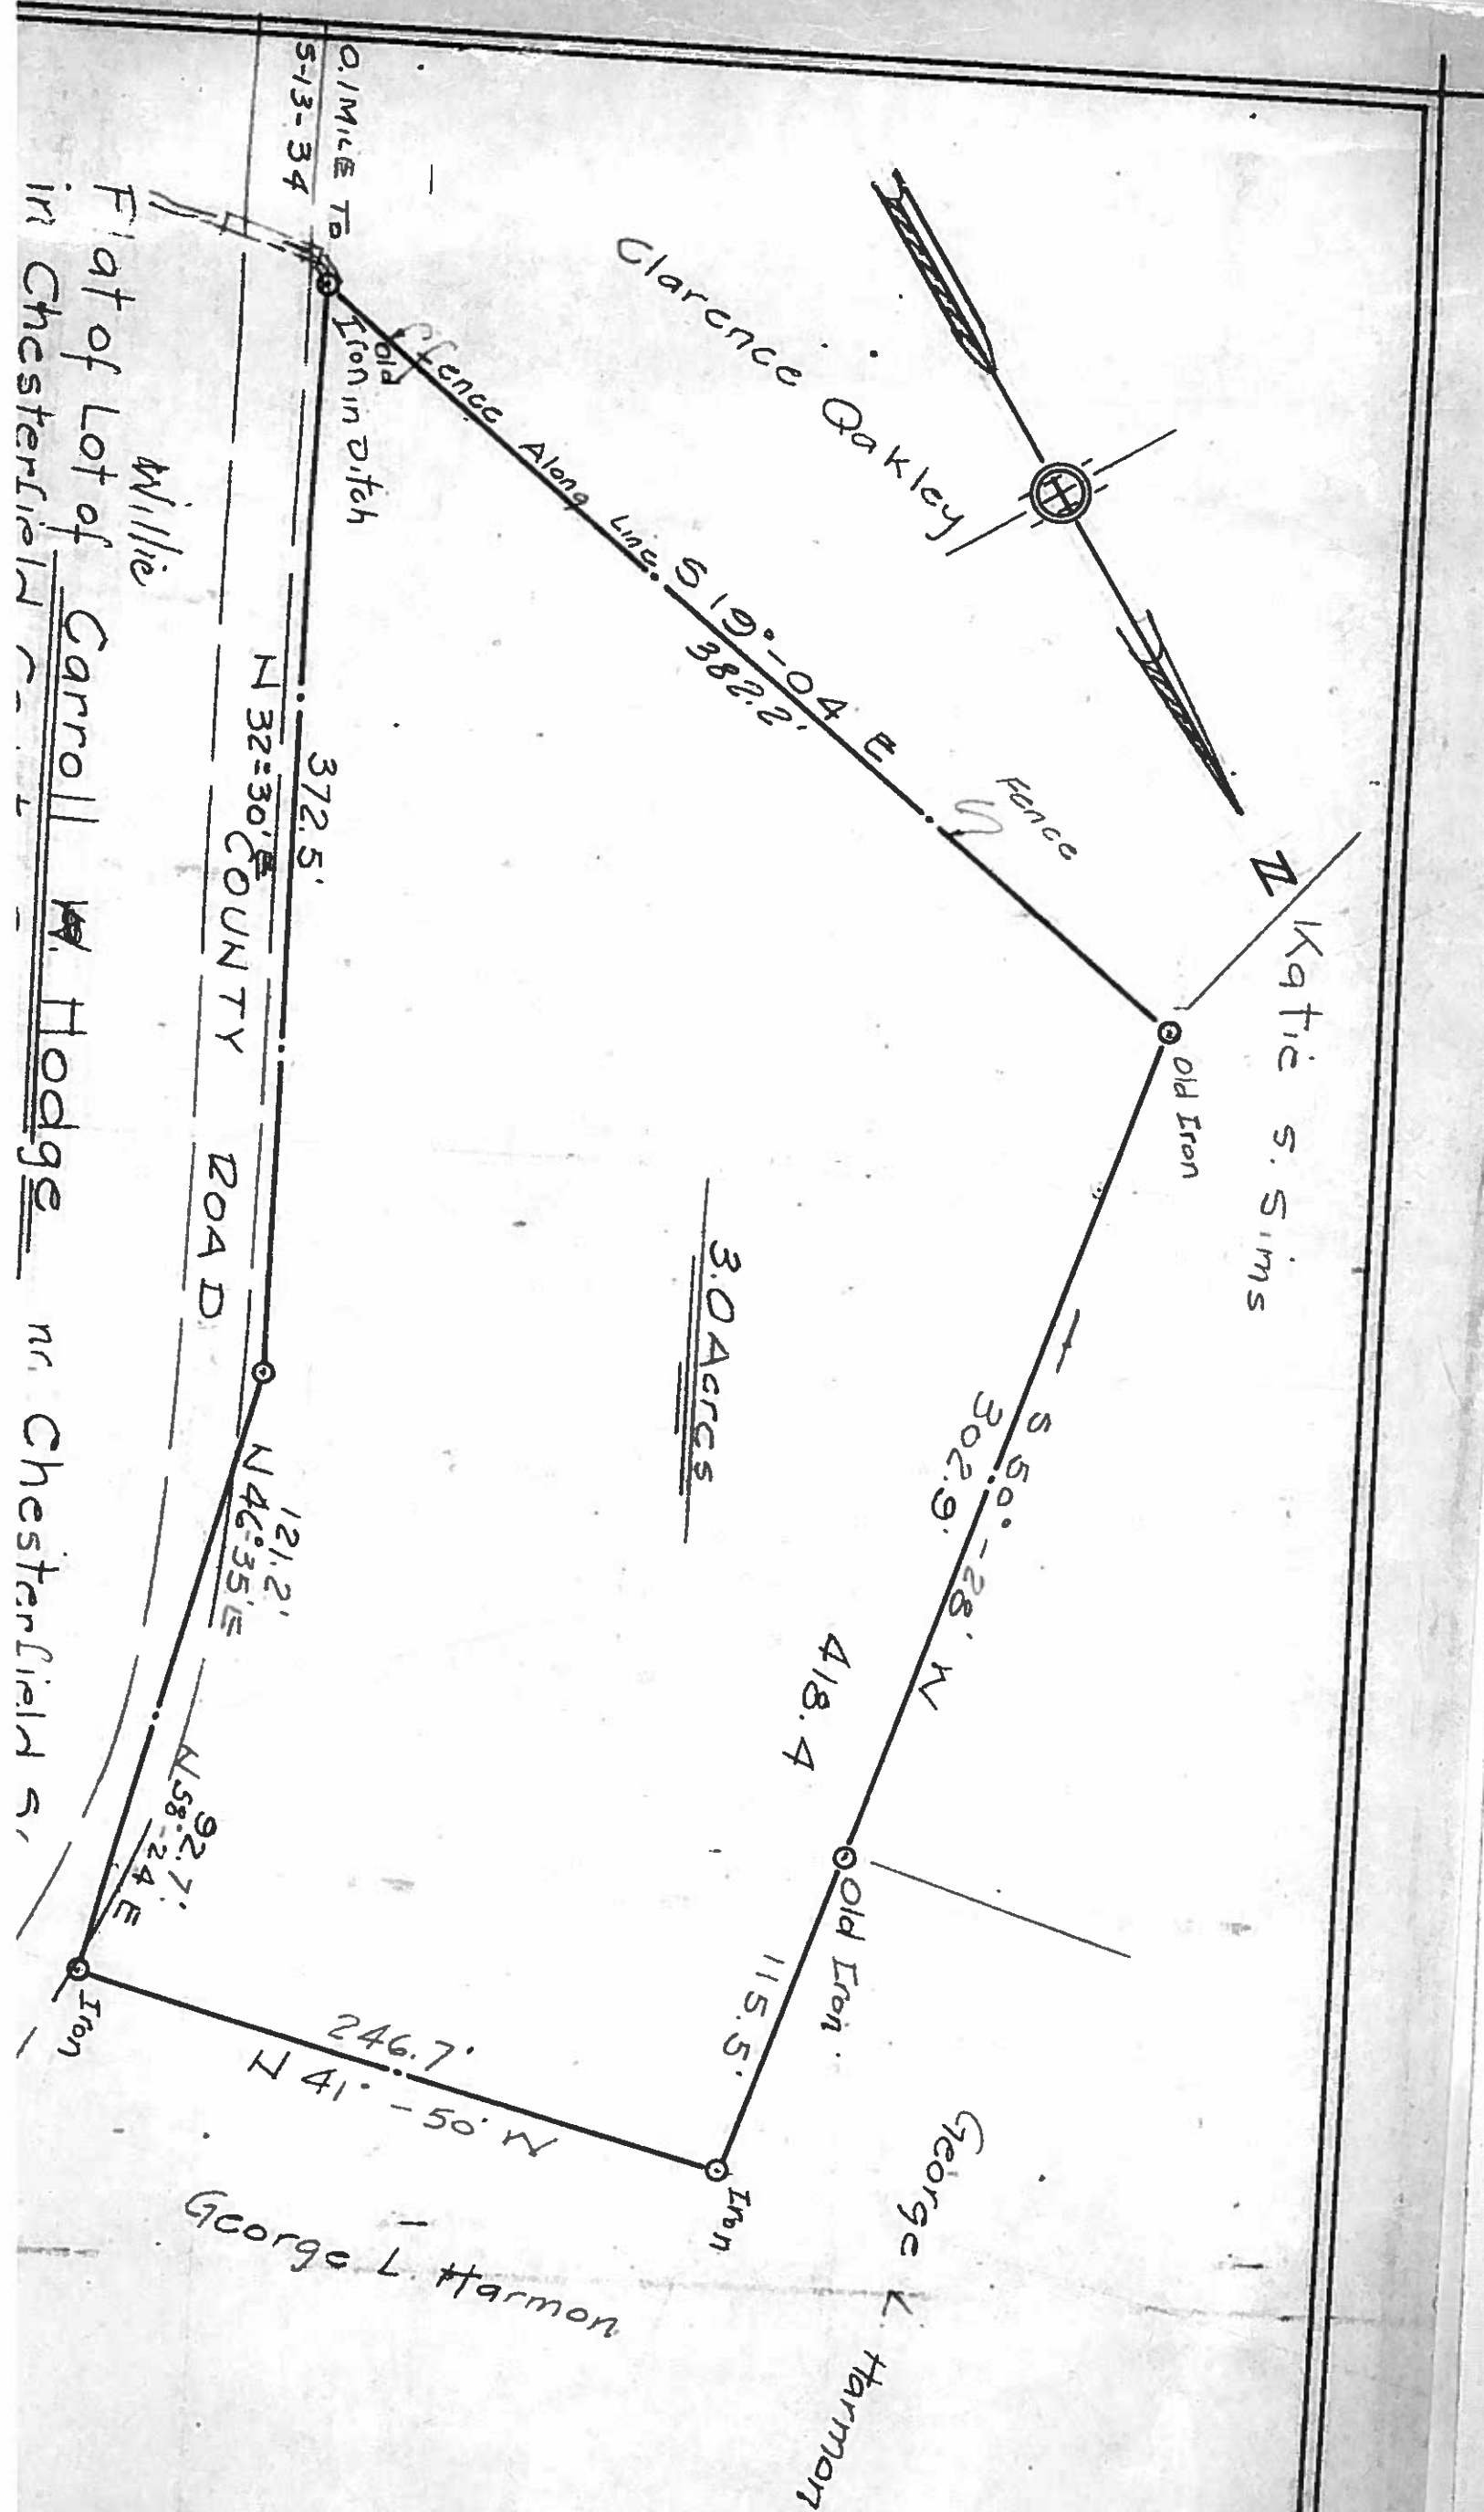 Katie S. Sims
N
Clarence Oakley
Old Iron
Fence
S 19°-04 E
382.2'
fence Along Line
Old
Iron in Ditch
0.1 MILE TO
S-13-34
S 50°-28' W
302.9'
418.4
Old Iron
115.5'
George K Harmon
Iron
3.0 Acres
372.5'
N 32°30' E
COUNTY ROAD
121.2'
N 46°-35' E
92.7'
N 58°-24 E
246.7'
N 41°-50' W
Iron
George L. Harmon
Willie
Plat of Lot of Carroll W. Hodge nr. Chesterfield
in Chesterfield